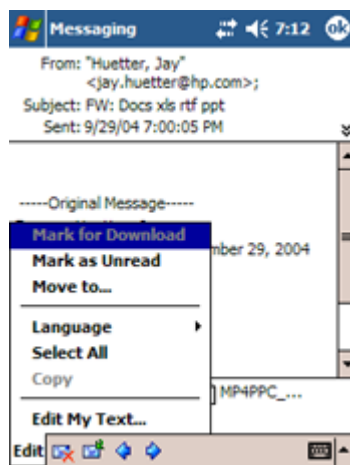 Messaging 7:12 ok
From: "Huetter, Jay"
<jay.huetter@hp.com>;
Subject: FW: Docs xls rtf ppt
Sent: 9/29/04 7:00:05 PM
-----Original Message-----
Mark for Download
mber 29, 2004
Mark as Unread
Move to...
Language
Select All
Copy
MP4PPC_...
Edit My Text...
Edit